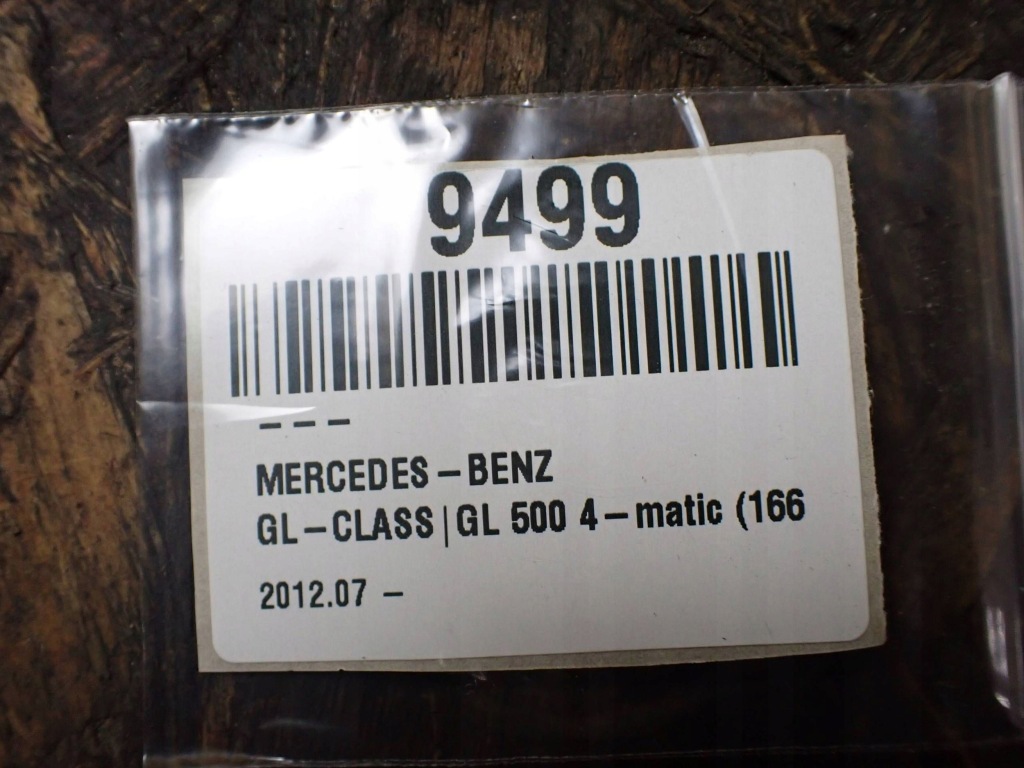 9499
– – –
MERCEDES – BENZ
GL – CLASS | GL 500 4 – matic (166
2012.07 –